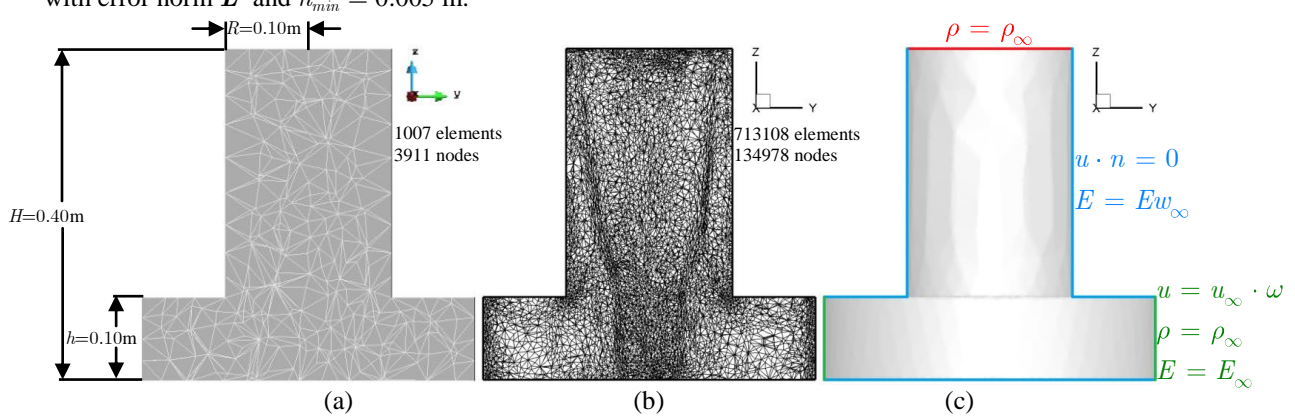 with error norm L and h_min = 0.005 m.
R=0.10m
H=0.40m
h=0.10m
z
y
1007 elements
3911 nodes
Z
X
Y
713108 elements
134978 nodes
ρ = ρ∞
Z
X
Y
u · n = 0
E = Ew∞
u = u∞ · ω
ρ = ρ∞
E = E∞
(a)
(b)
(c)